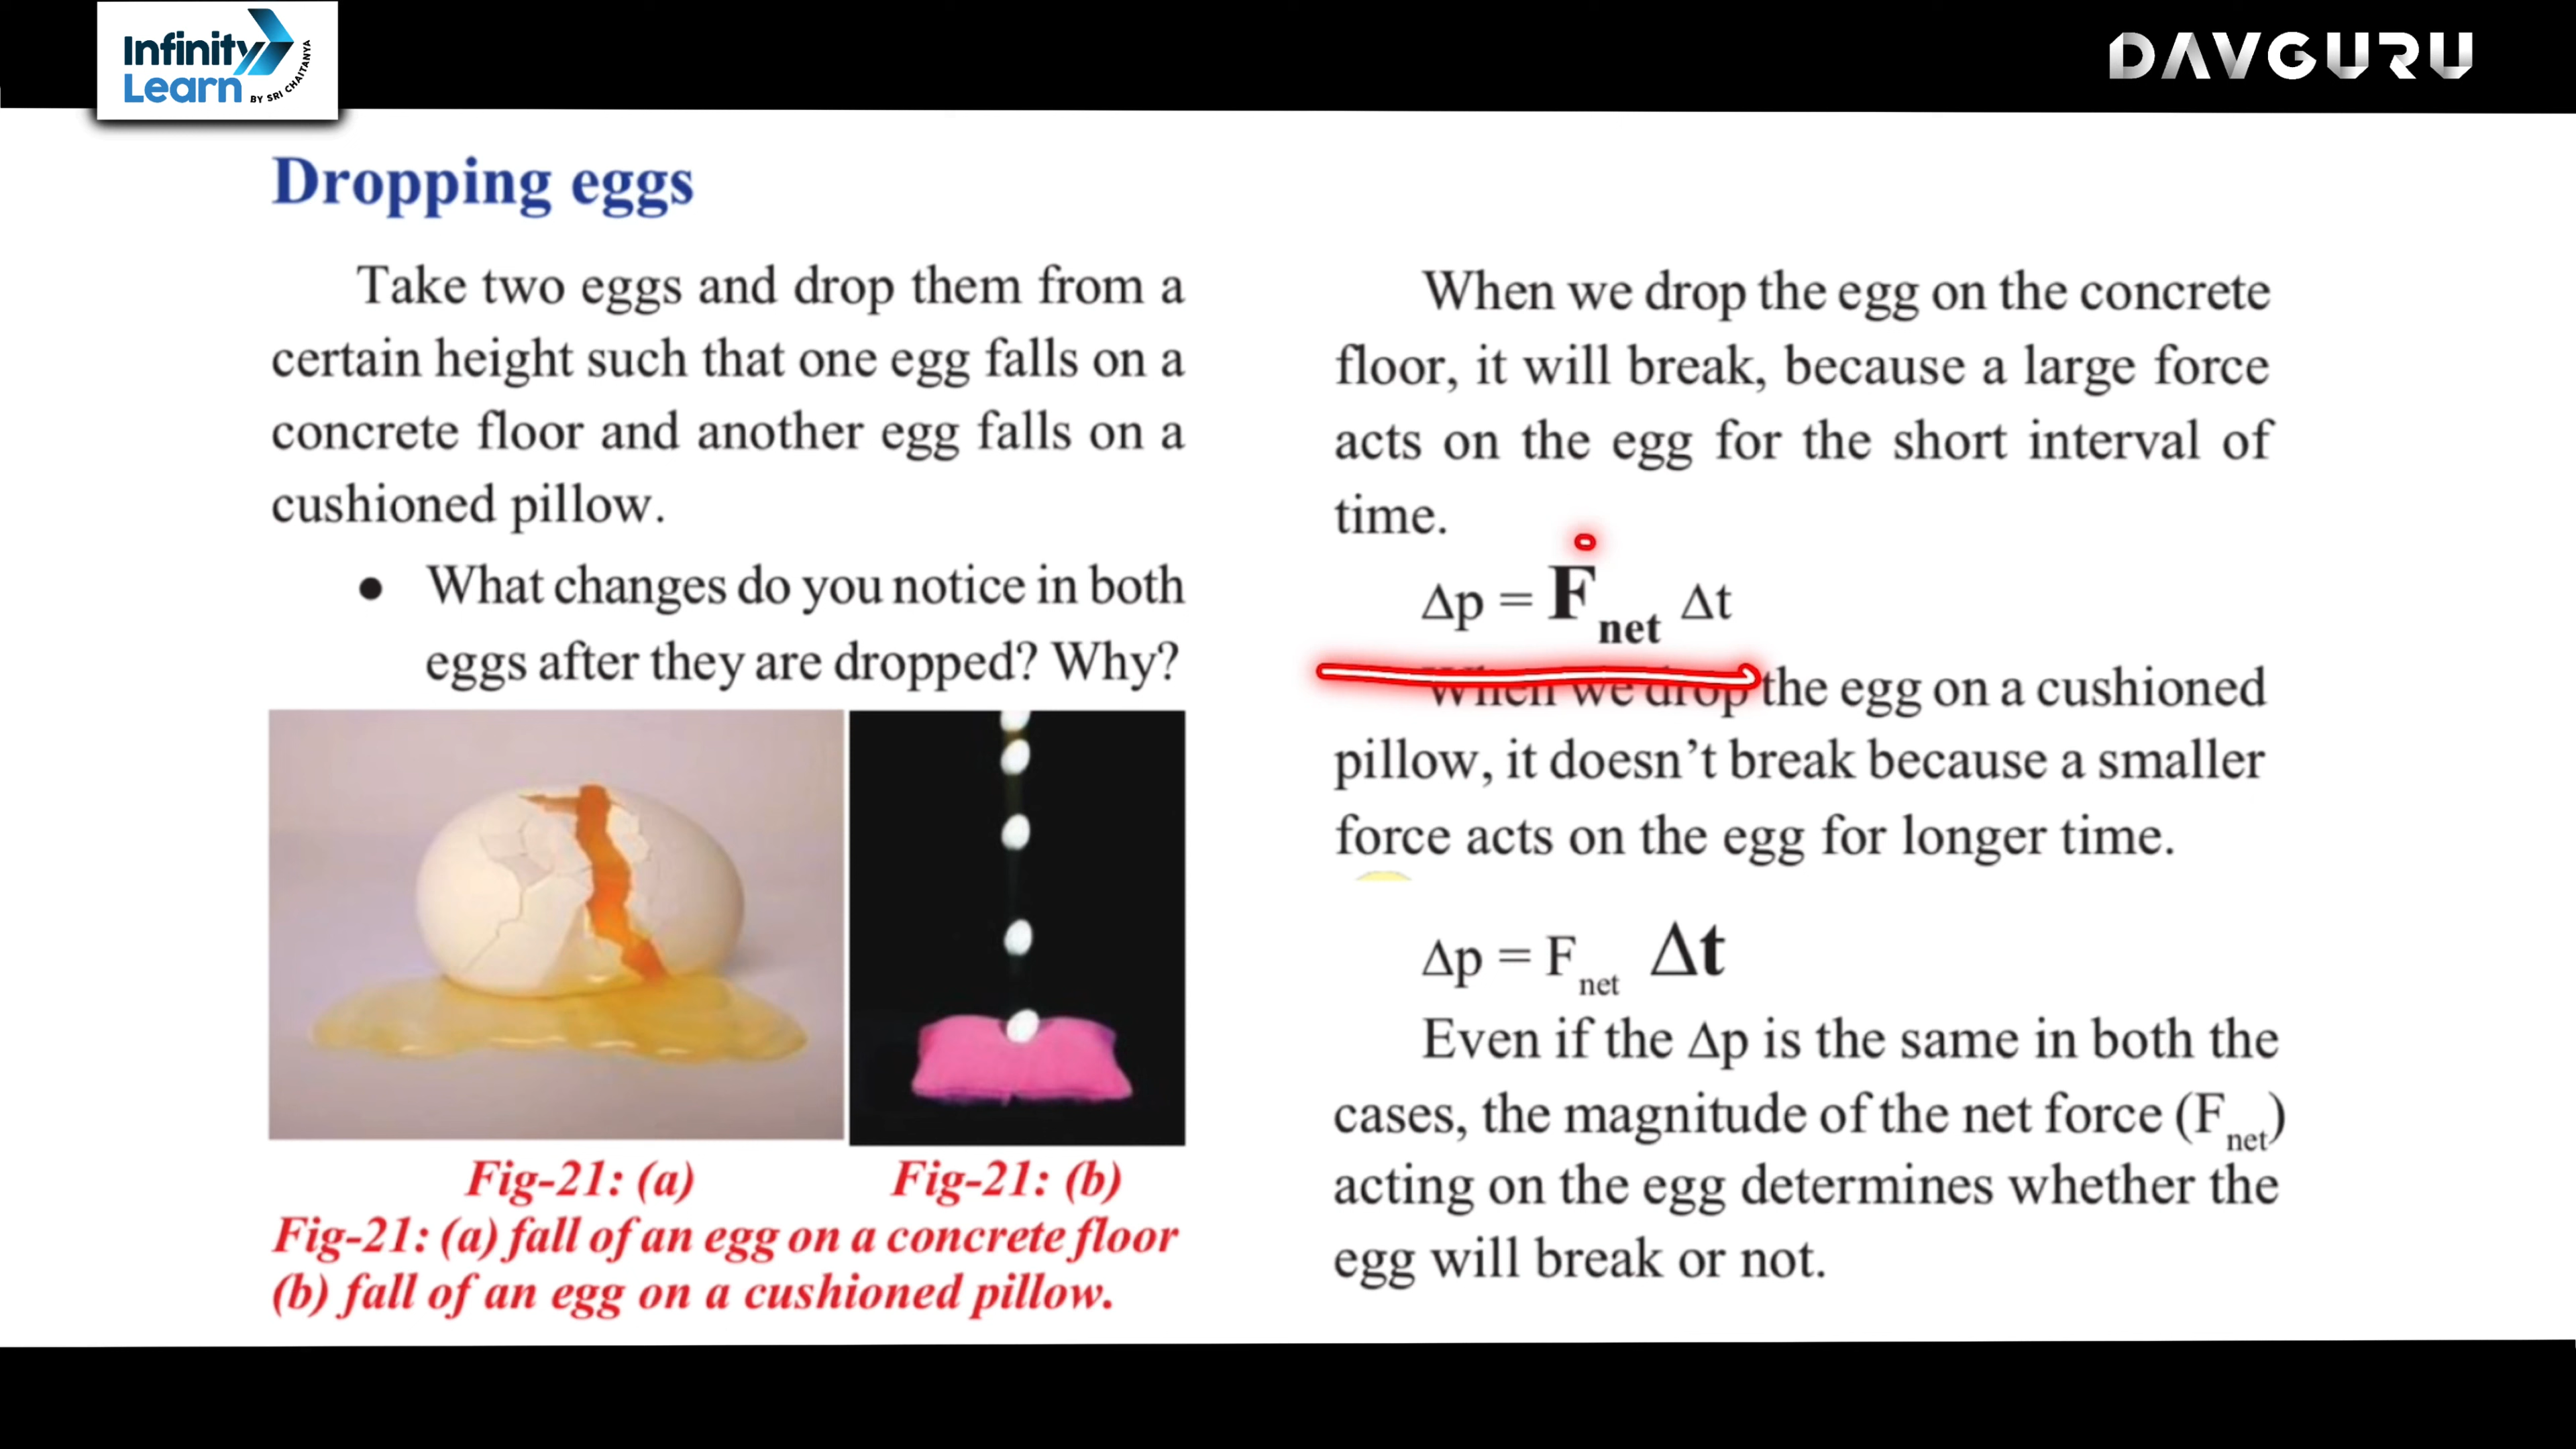 Infinity
Learn
BY SRI CHAITANYA
DAVGURU
Dropping eggs
Take two eggs and drop them from a
certain height such that one egg falls on a
concrete floor and another egg falls on a
cushioned pillow.
● What changes do you notice in both
eggs after they are dropped? Why?
Fig-21: (a)
Fig-21: (b)
Fig-21: (a) fall of an egg on a concrete floor
(b) fall of an egg on a cushioned pillow.
When we drop the egg on the concrete
floor, it will break, because a large force
acts on the egg for the short interval of
time.
Δp = F net Δt
When we drop the egg on a cushioned
pillow, it doesn't break because a smaller
force acts on the egg for longer time.
Δp = F net Δt
Even if the Δp is the same in both the
cases, the magnitude of the net force (F net)
acting on the egg determines whether the
egg will break or not.